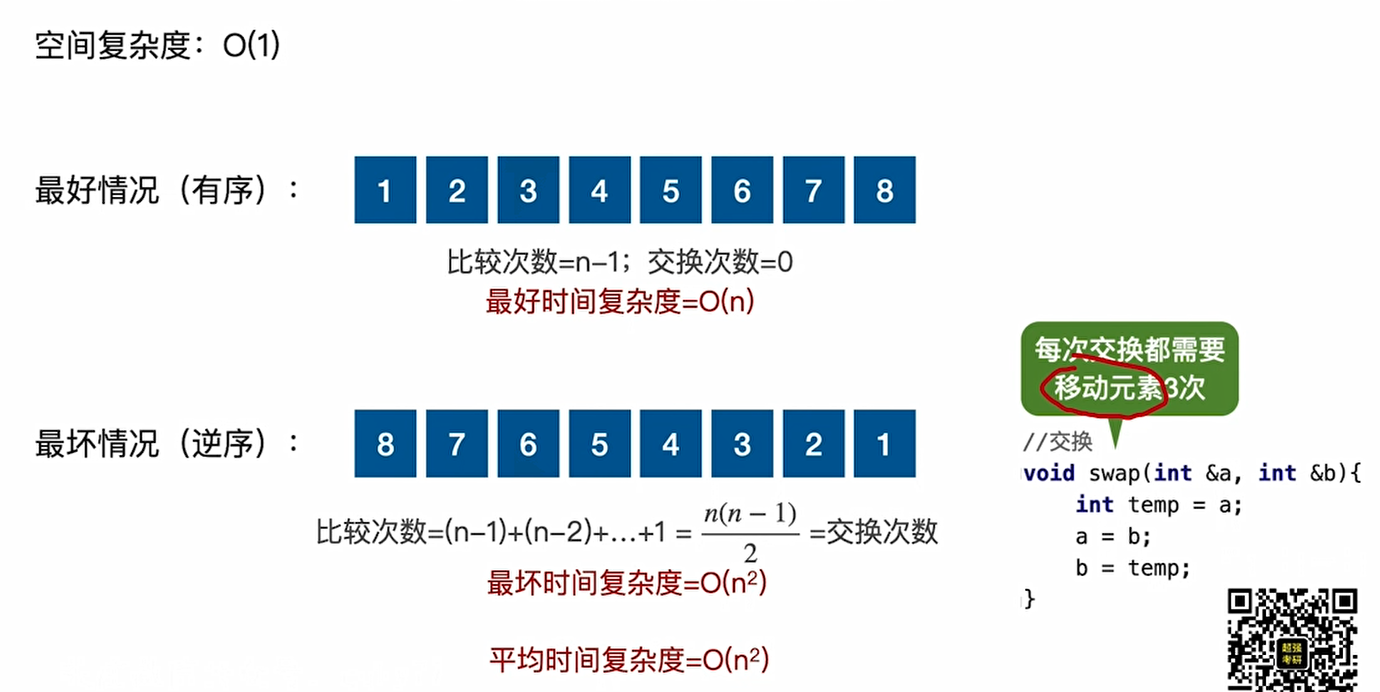 空间复杂度：O(1)
最好情况（有序）：
1 2 3 4 5 6 7 8
比较次数=n-1；交换次数=0
最好时间复杂度=O(n)
每次交换都需要
移动元素3次
最坏情况（逆序）：
8 7 6 5 4 3 2 1
//交换
void swap(int &a, int &b){
int temp = a;
a = b;
b = temp;
}
比较次数=(n-1)+(n-2)+…+1 = n(n − 1)/2 =交换次数
最坏时间复杂度=O(n²)
平均时间复杂度=O(n²)
超强
考研